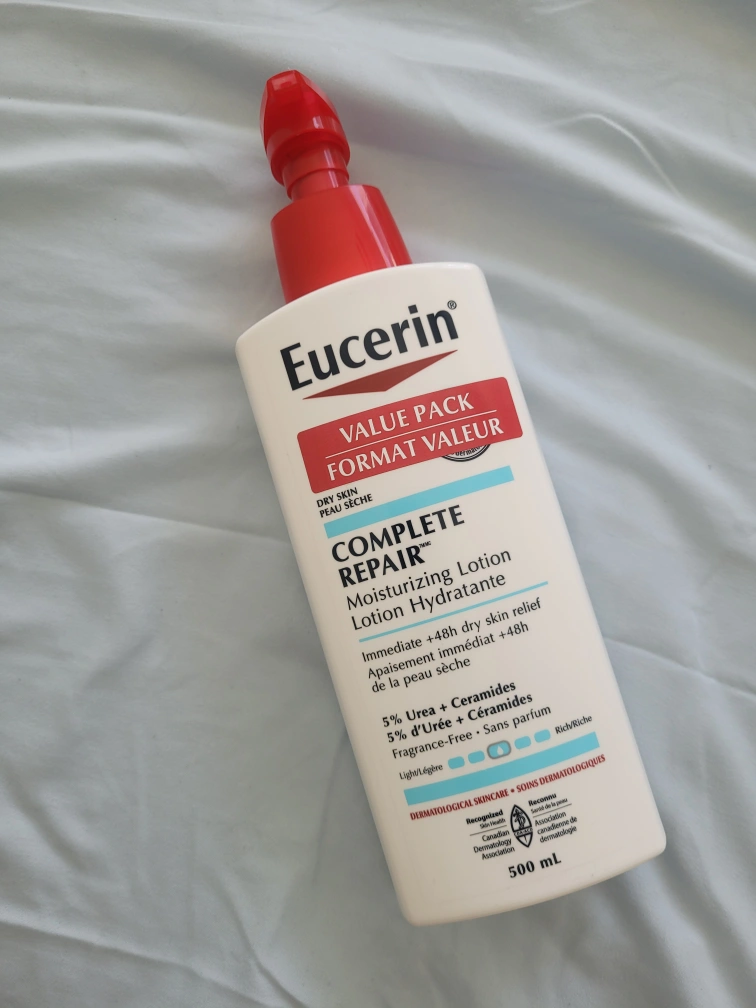 Eucerin®
VALUE PACK
FORMAT VALEUR
DRY SKIN
PEAU SÈCHE
COMPLETE
REPAIR
Moisturizing Lotion
Lotion Hydratante
Immediate +48h dry skin relief
Apaisement immédiat +48h
de la peau sèche
5% Urea + Ceramides
5% d'Urée + Céramides
Fragrance-Free • Sans parfum
Light/Légère
Rich/Riche
DERMATOLOGICAL SKINCARE • SOINS DERMATOLOGIQUES
Recognized
Skin Health
Canadian
Dermatology
Association
Reconnu
Santé de la peau
Association
canadienne de
dermatologie
500 mL